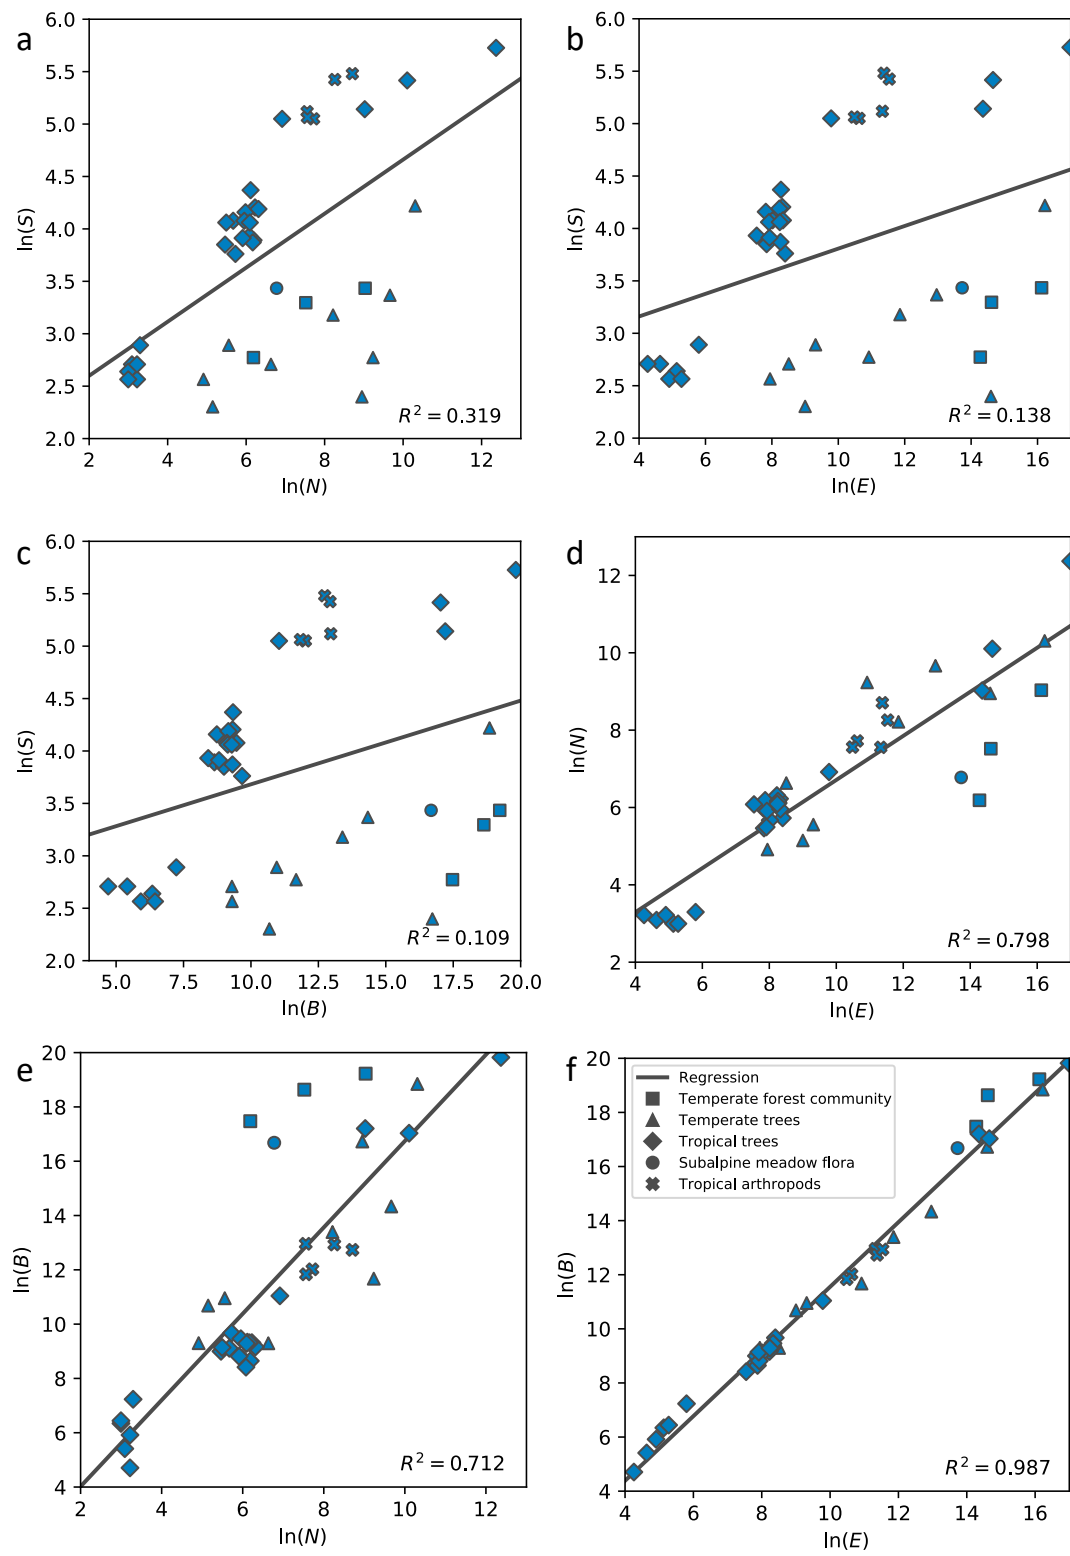 a
6.0
5.5
5.0
4.5
4.0
3.5
3.0
2.5
2.0
ln(S)
R² = 0.319
2 4 6 8 10 12
ln(N)
b
6.0
5.5
5.0
4.5
4.0
3.5
3.0
2.5
2.0
ln(S)
R² = 0.138
4 6 8 10 12 14 16
ln(E)
c
6.0
5.5
5.0
4.5
4.0
3.5
3.0
2.5
2.0
ln(S)
R² = 0.109
5.0 7.5 10.0 12.5 15.0 17.5 20.0
ln(B)
d
12
10
8
6
4
2
ln(N)
R² = 0.798
4 6 8 10 12 14 16
ln(E)
e
20
18
16
14
12
10
8
6
4
ln(B)
R² = 0.712
2 4 6 8 10 12
ln(N)
f
20
18
16
14
12
10
8
6
4
ln(B)
Regression
Temperate forest community
Temperate trees
Tropical trees
Subalpine meadow flora
Tropical arthropods
R² = 0.987
4 6 8 10 12 14 16
ln(E)